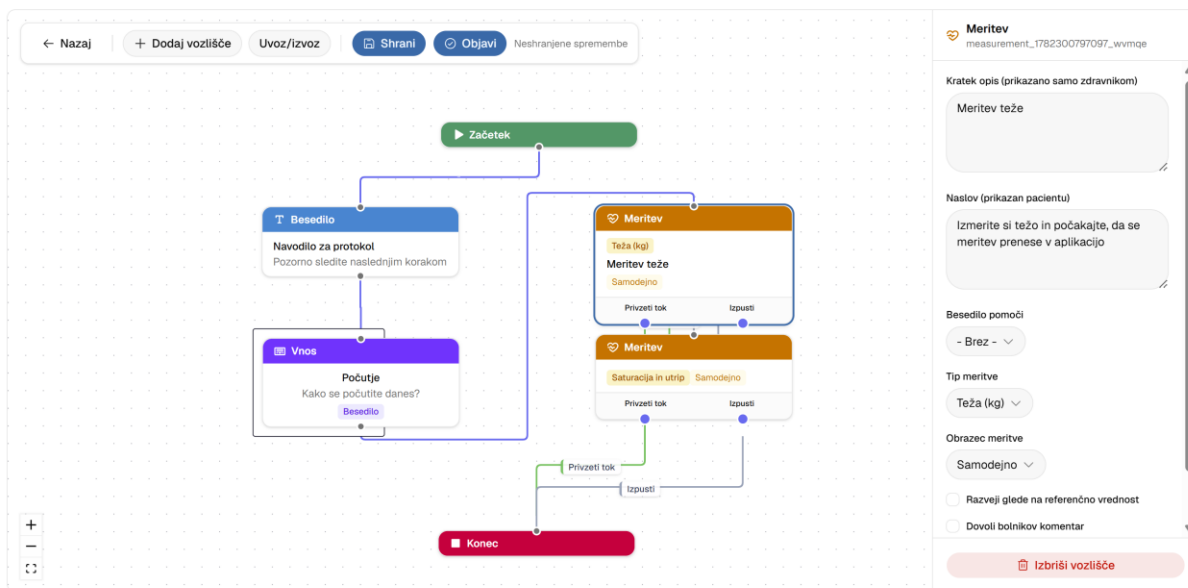 Nazaj
Dodaj vozlišče
Uvoz/izvoz
Shrani
Objavi
Neshranjene spremembe
Začetek
Besedilo
Navodilo za protokol
Pozorno sledite naslednjim korakom
Vnos
Počutje
Kako se počutite danes?
Besedilo
Meritev
Teža (kg)
Meritev teže
Samodejno
Privzeti tok
Izpusti
Meritev
Saturacija in utrip
Samodejno
Privzeti tok
Izpusti
Privzeti tok
Izpusti
Konec
Meritev
measurement_1782300797097_wvmqe
Kratek opis (prikazano samo zdravnikom)
Meritev teže
Naslov (prikazan pacientu)
Izmerite si težo in počakajte, da se
meritev prenese v aplikacijo
Besedilo pomoči
- Brez -
Tip meritve
Teža (kg)
Obrazec meritve
Samodejno
Razveji glede na referenčno vrednost
Dovoli bolnikov komentar
Izbriši vozlišče